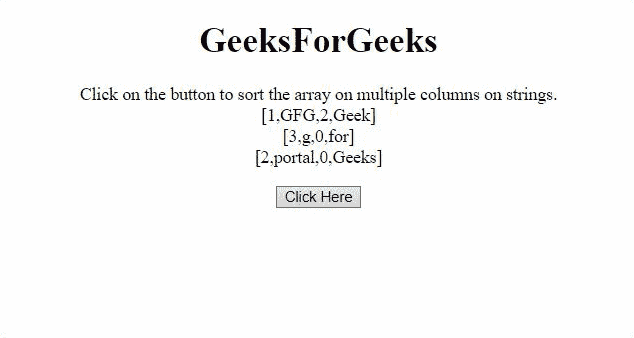 GeeksForGeeks
Click on the button to sort the array on multiple columns on strings.
[1,GFG,2,Geek]
[3,g,0,for]
[2,portal,0,Geeks]
Click Here